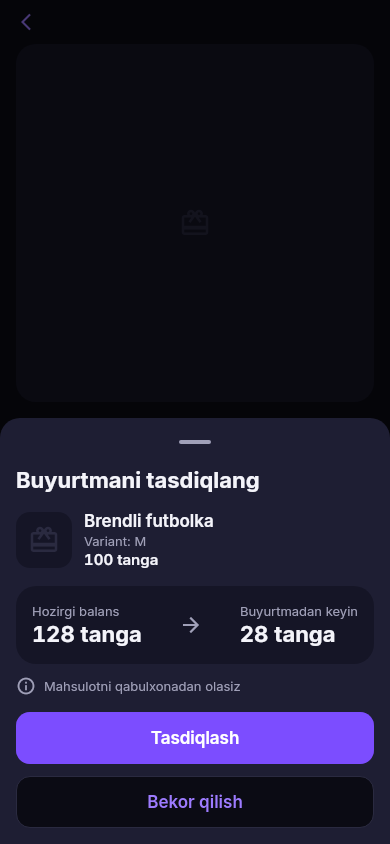 Buyurtmani tasdiqlang
Brendli futbolka
Variant: M
100 tanga
Hozirgi balans
128 tanga
Buyurtmadan keyin
28 tanga
Mahsulotni qabulxonadan olasiz
Tasdiqlash
Bekor qilish